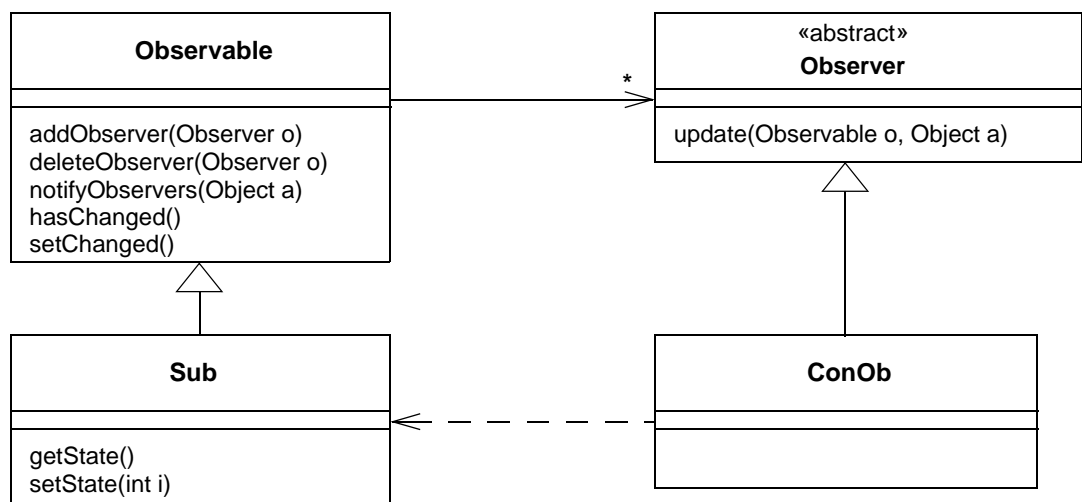 Observable
addObserver(Observer o)
deleteObserver(Observer o)
notifyObservers(Object a)
hasChanged()
setChanged()
*
«abstract»
Observer
update(Observable o, Object a)
Sub
getState()
setState(int i)
ConOb